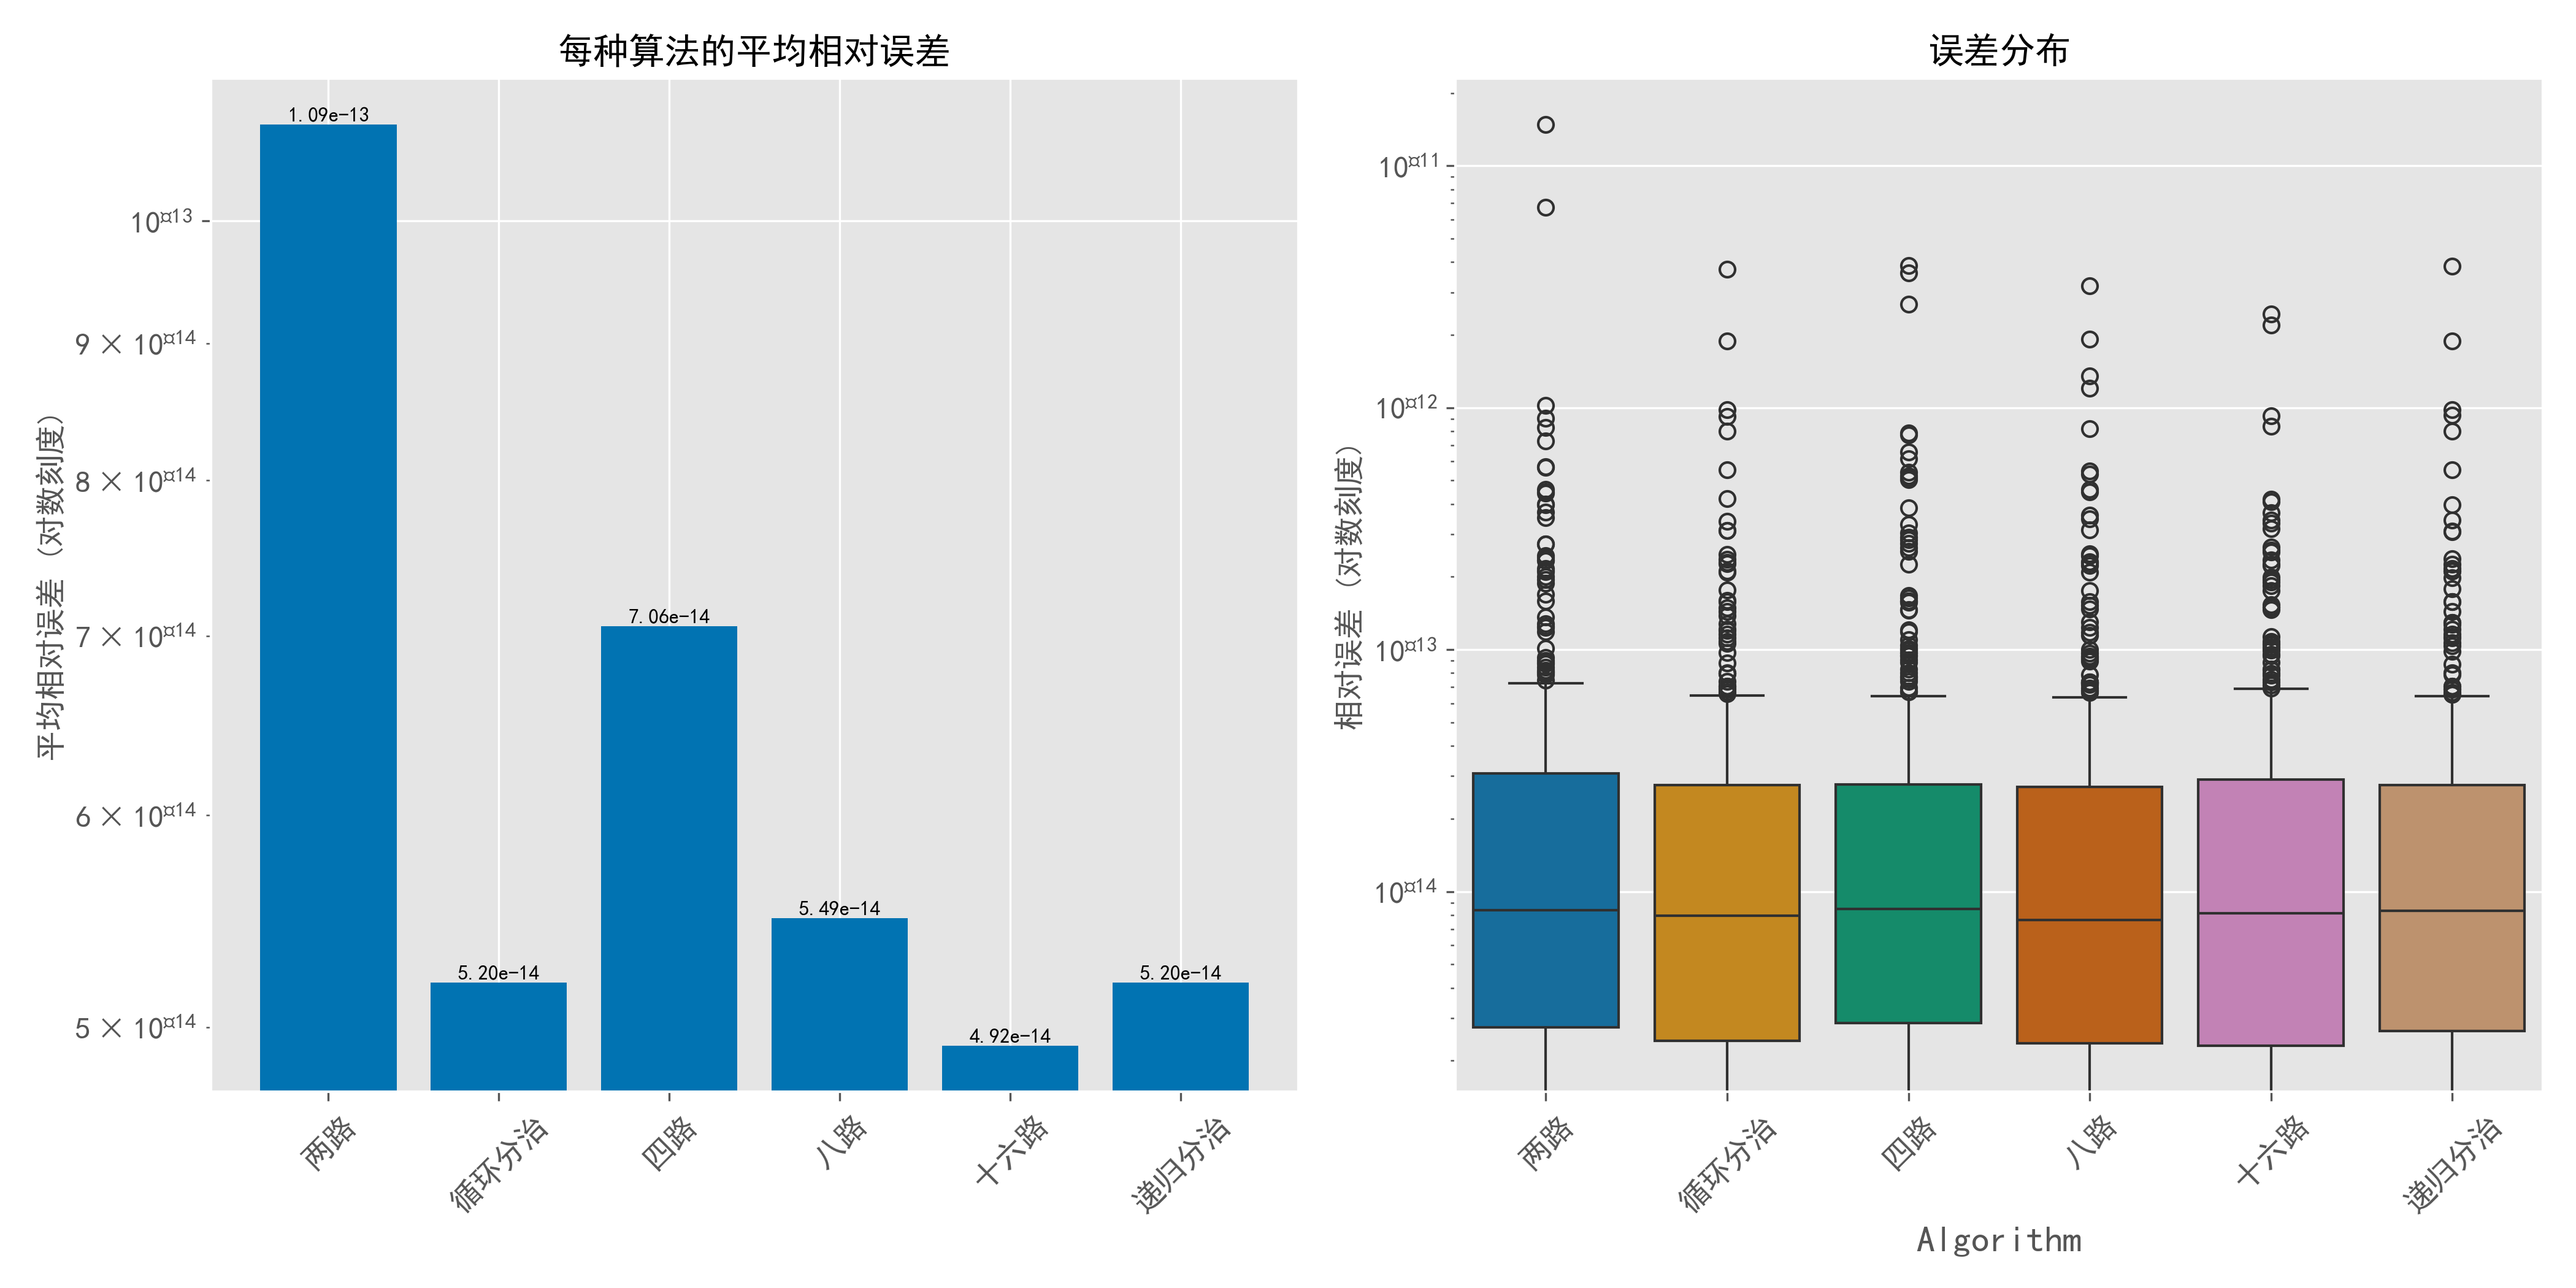 每种算法的平均相对误差
平均相对误差 (对数刻度)
10¤13
9 × 10¤14
8 × 10¤14
7 × 10¤14
6 × 10¤14
5 × 10¤14
1.09e-13
5.20e-14
7.06e-14
5.49e-14
4.92e-14
5.20e-14
两路
循环分治
四路
八路
十六路
递归分治
误差分布
相对误差 (对数刻度)
10¤11
10¤12
10¤13
10¤14
两路
循环分治
四路
八路
十六路
递归分治
Algorithm